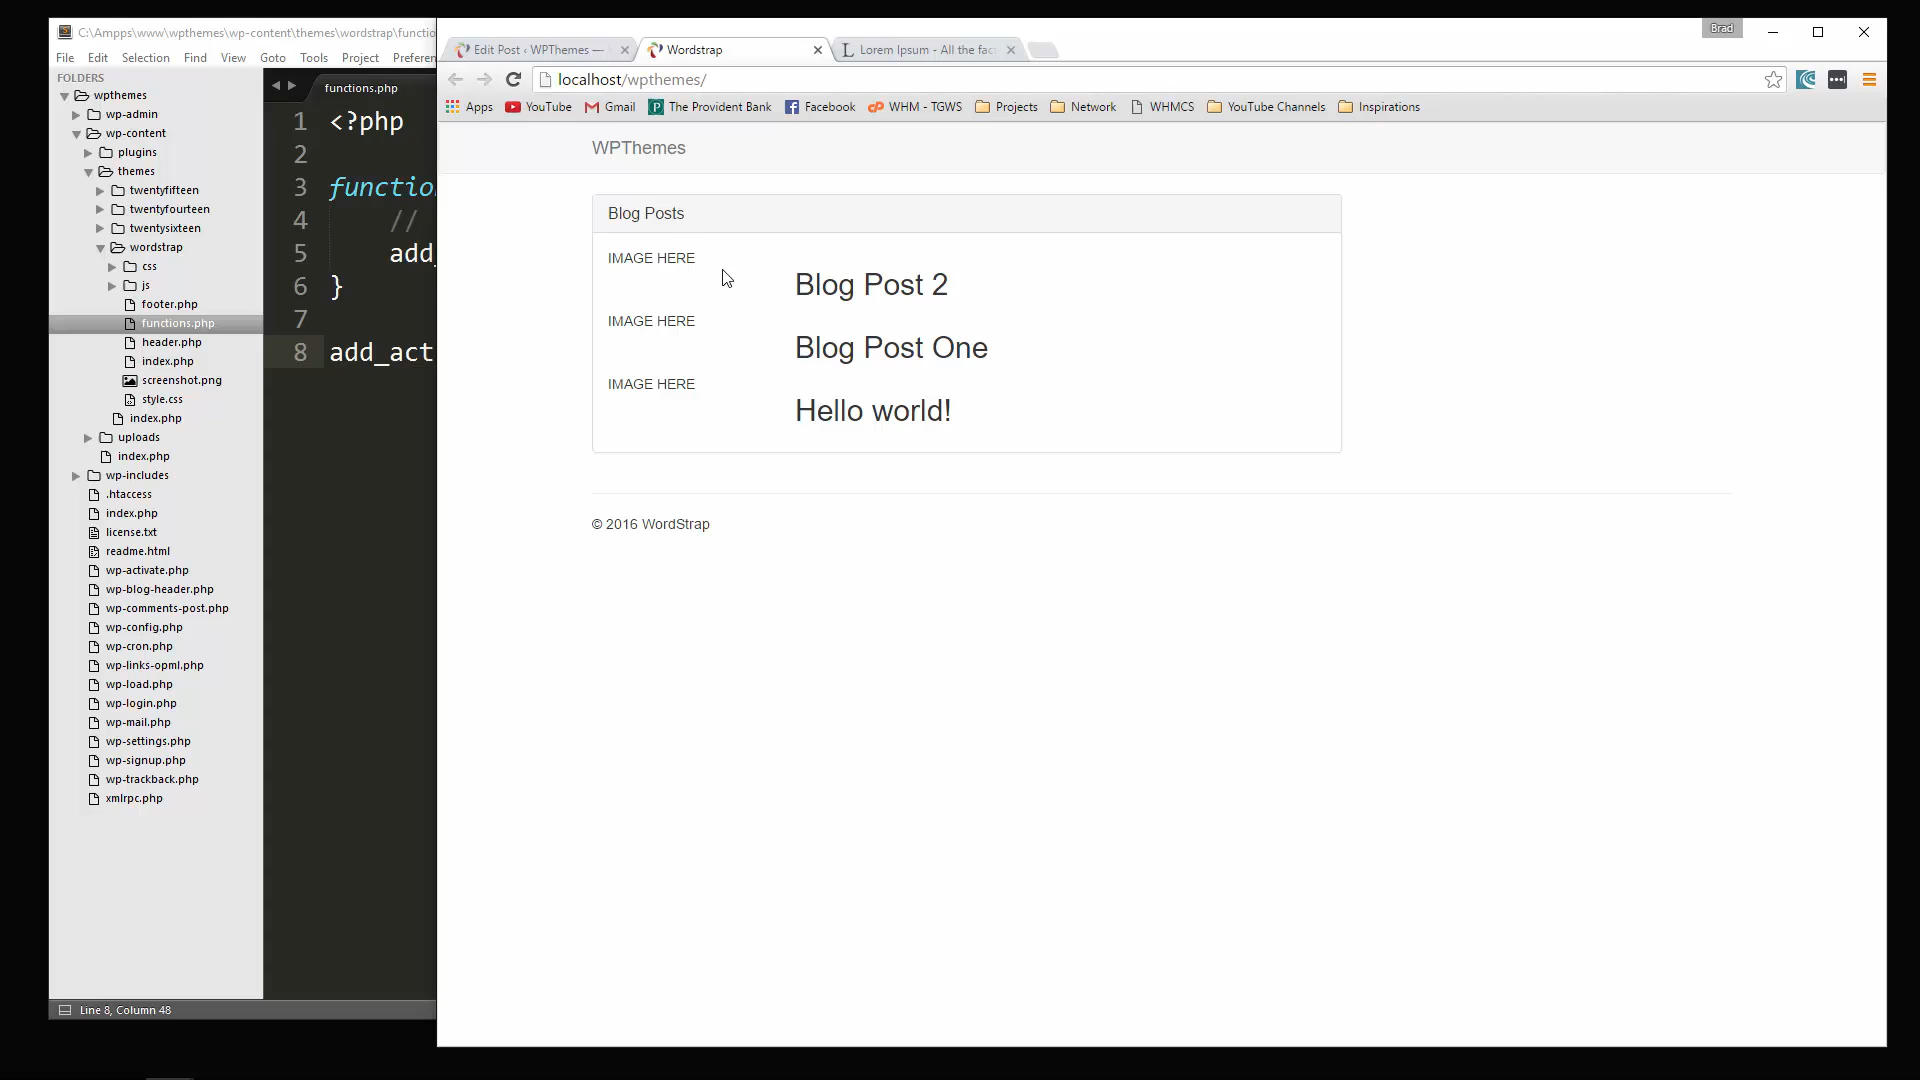 C:\Ampps\www\wpthemes\wp-content\themes\wordstrap\functio
File Edit Selection Find View Goto Tools Project Preferen
FOLDERS
wpthemes
wp-admin
wp-content
plugins
themes
twentyfifteen
twentyfourteen
twentysixteen
wordstrap
css
js
footer.php
functions.php
header.php
index.php
screenshot.png
style.css
index.php
uploads
index.php
wp-includes
.htaccess
index.php
license.txt
readme.html
wp-activate.php
wp-blog-header.php
wp-comments-post.php
wp-config.php
wp-cron.php
wp-links-opml.php
wp-load.php
wp-login.php
wp-mail.php
wp-settings.php
wp-signup.php
wp-trackback.php
xmlrpc.php
Line 8, Column 48
functions.php
1 <?php
2
3 functio
4 //
5 add_
6 }
7
8 add_act
Brad
Edit Post ‹ WPThemes —
Wordstrap
Lorem Ipsum - All the fac
localhost/wpthemes/
Apps YouTube Gmail The Provident Bank Facebook WHM - TGWS Projects Network WHMCS YouTube Channels Inspirations
WPThemes
Blog Posts
IMAGE HERE
Blog Post 2
IMAGE HERE
Blog Post One
IMAGE HERE
Hello world!
© 2016 WordStrap